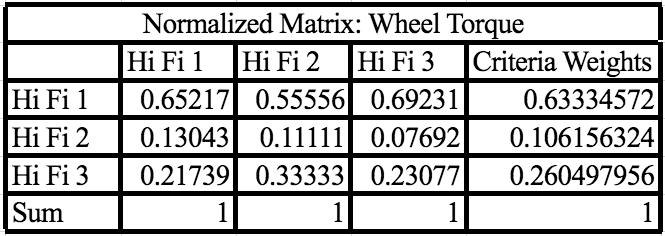 Normalized Matrix: Wheel Torque
Hi Fi 1 Hi Fi 2 Hi Fi 3 Criteria Weights
Hi Fi 1 0.65217 0.55556 0.69231 0.63334572
Hi Fi 2 0.13043 0.11111 0.07692 0.106156324
Hi Fi 3 0.21739 0.33333 0.23077 0.260497956
Sum 1 1 1 1